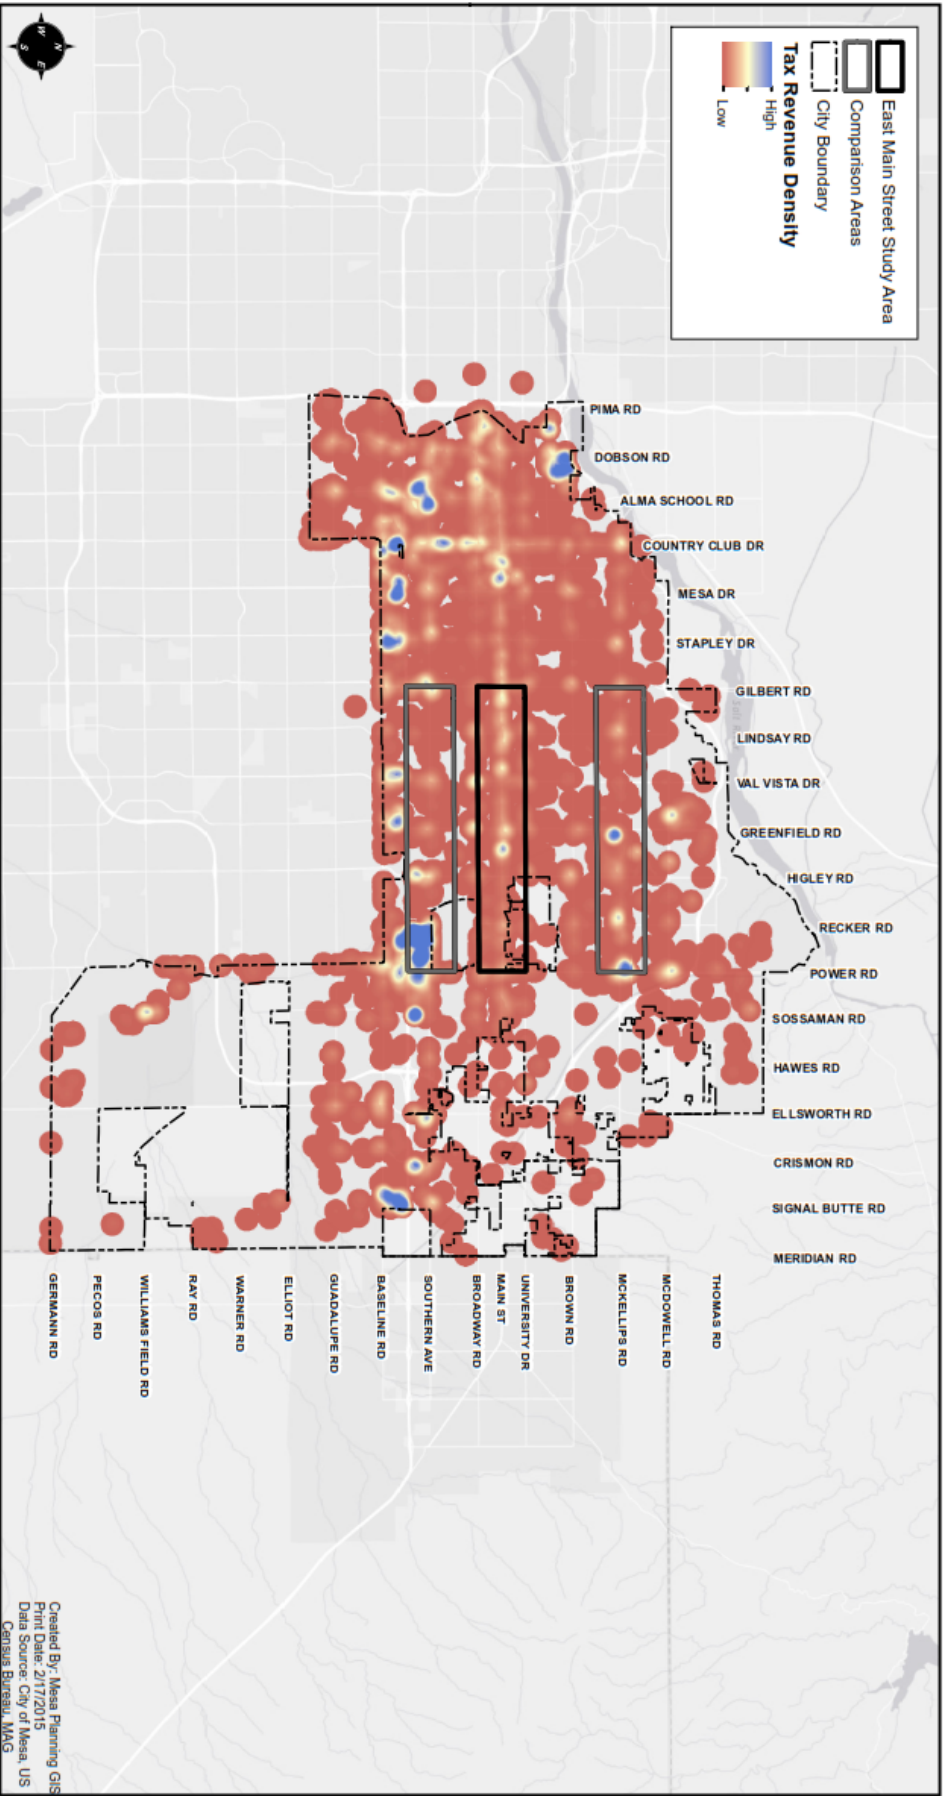 East Main Street Study Area
Comparison Areas
City Boundary
Tax Revenue Density
High
Low
N
W
E
S
PIMA RD
DOBSON RD
ALMA SCHOOL RD
COUNTRY CLUB DR
MESA DR
STAPLEY DR
GILBERT RD
LINDSAY RD
VAL VISTA DR
GREENFIELD RD
HIGLEY RD
RECKER RD
POWER RD
SOSSAMAN RD
HAWES RD
ELLSWORTH RD
CRISMON RD
SIGNAL BUTTE RD
MERIDIAN RD
THOMAS RD
MCDOWELL RD
MCKELLIPS RD
BROWN RD
UNIVERSITY DR
MAIN ST
BROADWAY RD
SOUTHERN AVE
BASELINE RD
GUADALUPE RD
ELLIOT RD
WARNER RD
RAY RD
WILLIAMS FIELD RD
PECOS RD
GERMANN RD
Created By: Mesa Planning GIS
Print Date: 2/17/2015
Data Source: City of Mesa, US
Census Bureau, MAG